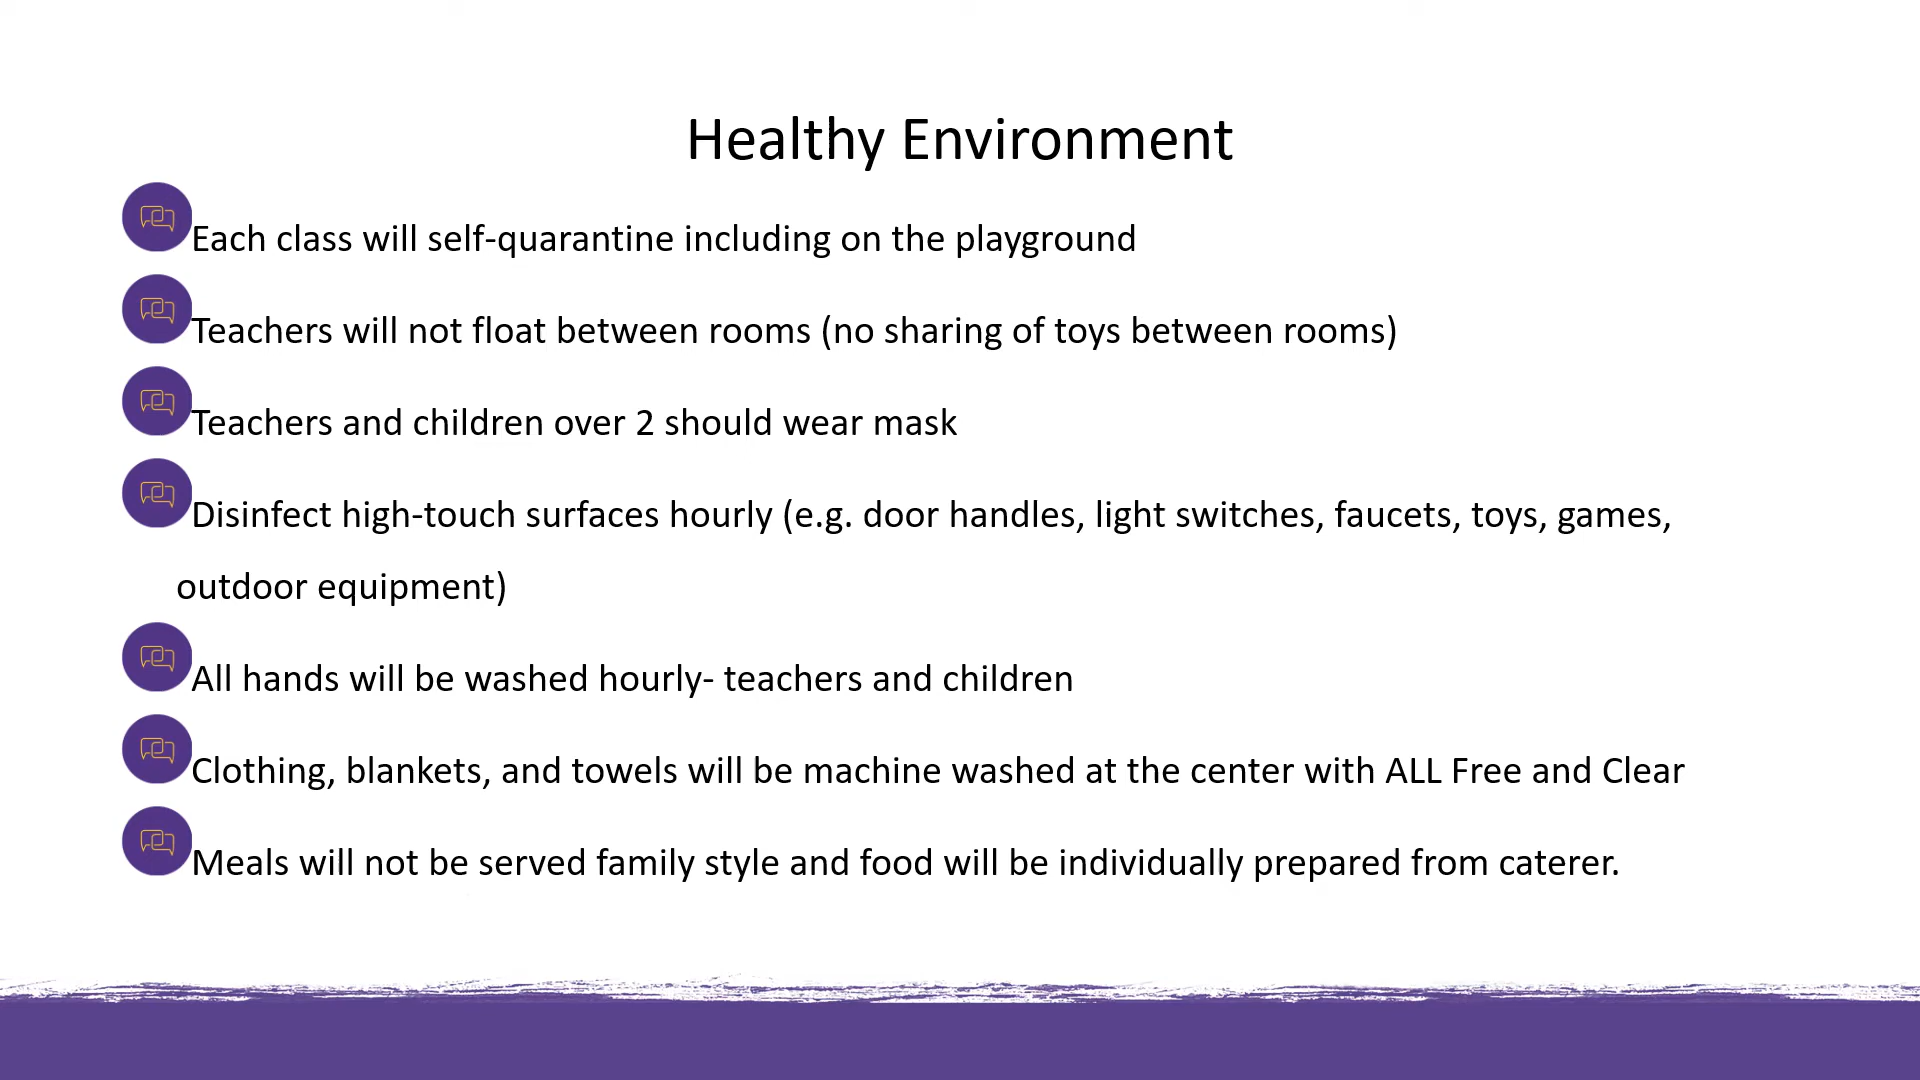 Healthy Environment
Each class will self-quarantine including on the playground
Teachers will not float between rooms (no sharing of toys between rooms)
Teachers and children over 2 should wear mask
Disinfect high-touch surfaces hourly (e.g. door handles, light switches, faucets, toys, games,
outdoor equipment)
All hands will be washed hourly- teachers and children
Clothing, blankets, and towels will be machine washed at the center with ALL Free and Clear
Meals will not be served family style and food will be individually prepared from caterer.